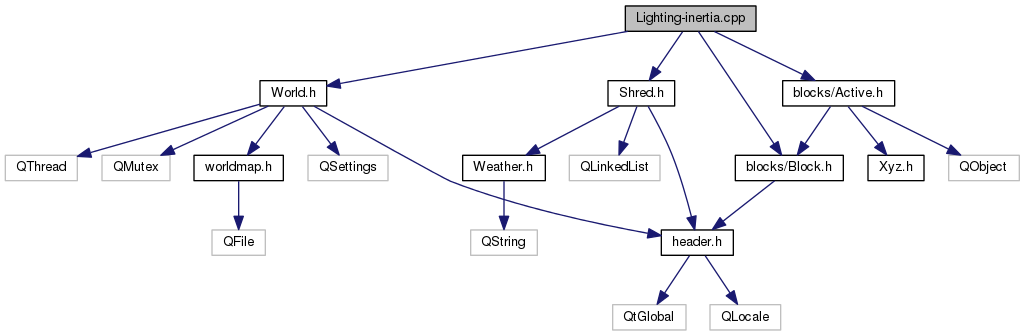 Lighting-inertia.cpp
World.h
Shred.h
blocks/Active.h
QThread
QMutex
worldmap.h
QSettings
Weather.h
QLinkedList
blocks/Block.h
Xyz.h
QObject
QFile
QString
header.h
QtGlobal
QLocale